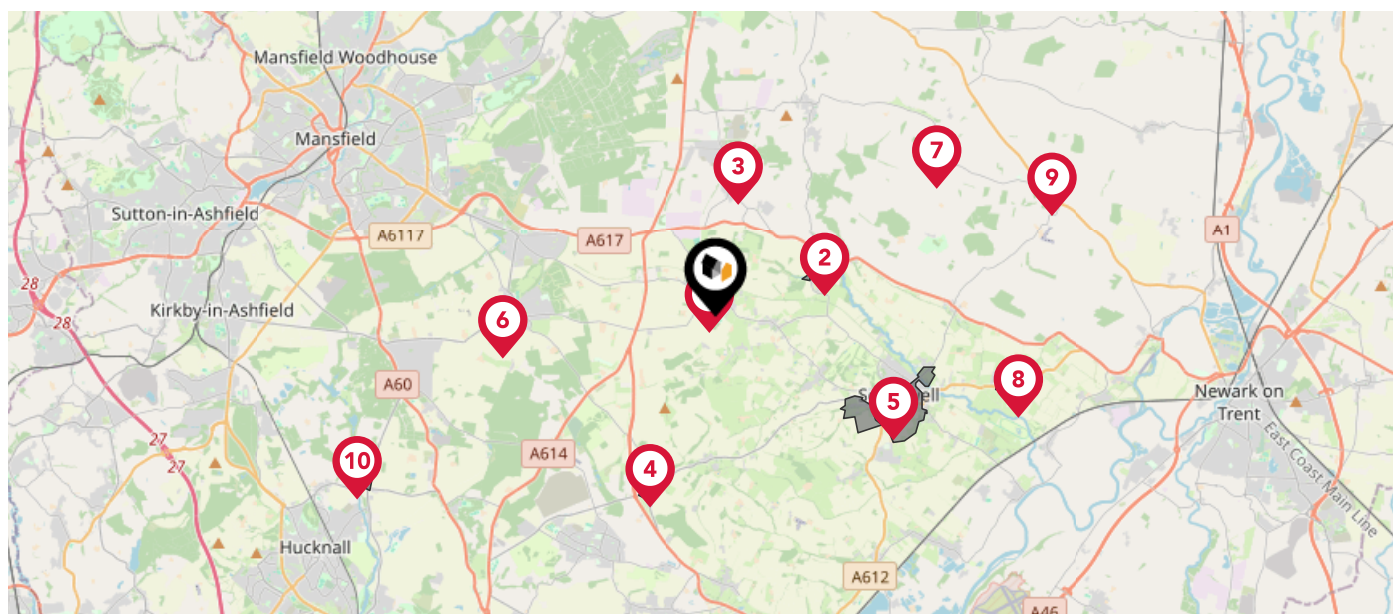 Mansfield Woodhouse
Mansfield
3
7
9
Sutton-in-Ashfield
A6117
A617
A1
2
28
28
Kirkby-in-Ashfield
6
A60
8
5
Newark on
Trent
27
27
A614
10
4
East Coast Main Line
Hucknall
A612
A46